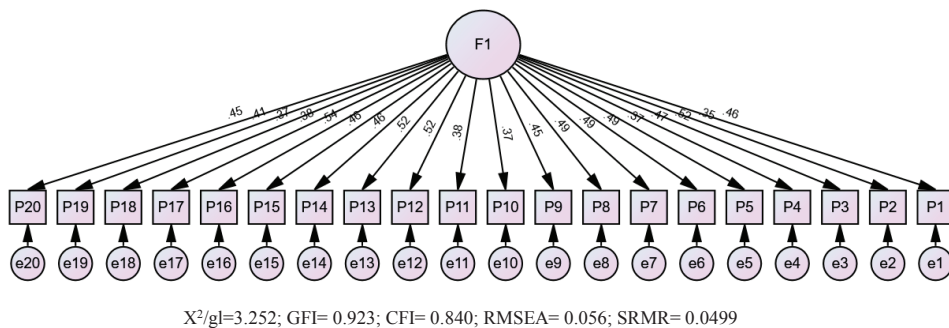 F1
.45 .41 .37 .38 .54 .46 .46 .52 .52 .38 .37 .45 .49 .49 .49 .37 .47 .52 .35 .46
P20 P19 P18 P17 P16 P15 P14 P13 P12 P11 P10 P9 P8 P7 P6 P5 P4 P3 P2 P1
e20 e19 e18 e17 e16 e15 e14 e13 e12 e11 e10 e9 e8 e7 e6 e5 e4 e3 e2 e1
X²/gl=3.252; GFI= 0.923; CFI= 0.840; RMSEA= 0.056; SRMR= 0.0499